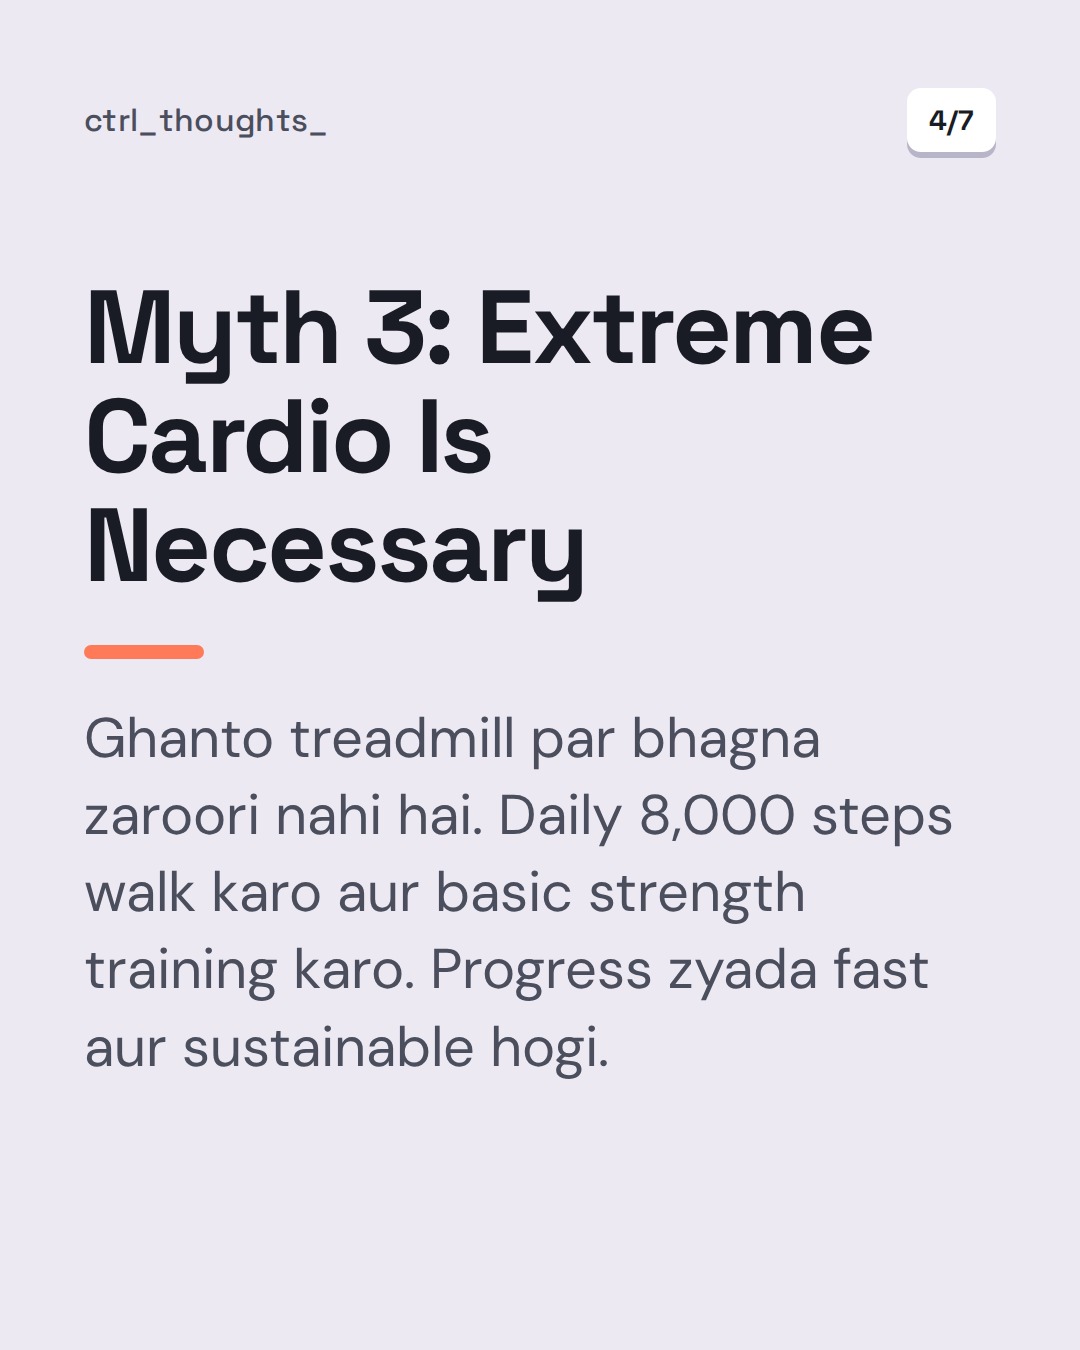 ctrl_thoughts_
4/7
Myth 3: Extreme
Cardio Is
Necessary
Ghanto treadmill par bhagna
zaroori nahi hai. Daily 8,000 steps
walk karo aur basic strength
training karo. Progress zyada fast
aur sustainable hogi.